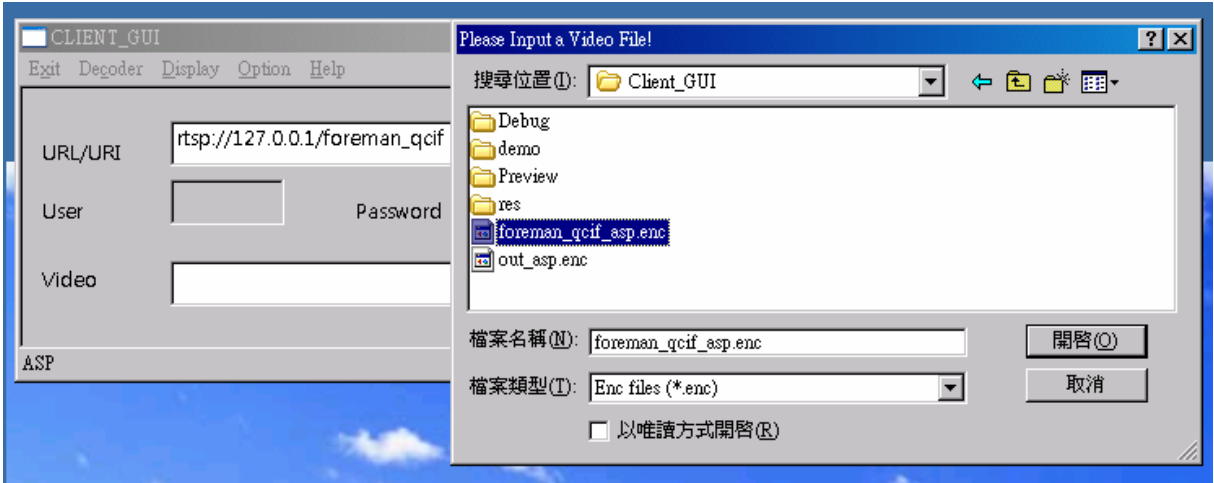 CLIENT_GUI
Exit Decoder Display Option Help
URL/URI rtsp://127.0.0.1/foreman_qcif
User Password
Video
ASP
Please Input a Video File!
搜尋位置(I): Client_GUI
Debug
demo
Preview
res
foreman_qcif_asp.enc
out_asp.enc
檔案名稱(N): foreman_qcif_asp.enc 開啓(O)
檔案類型(T): Enc files (*.enc) 取消
以唯讀方式開啓(R)